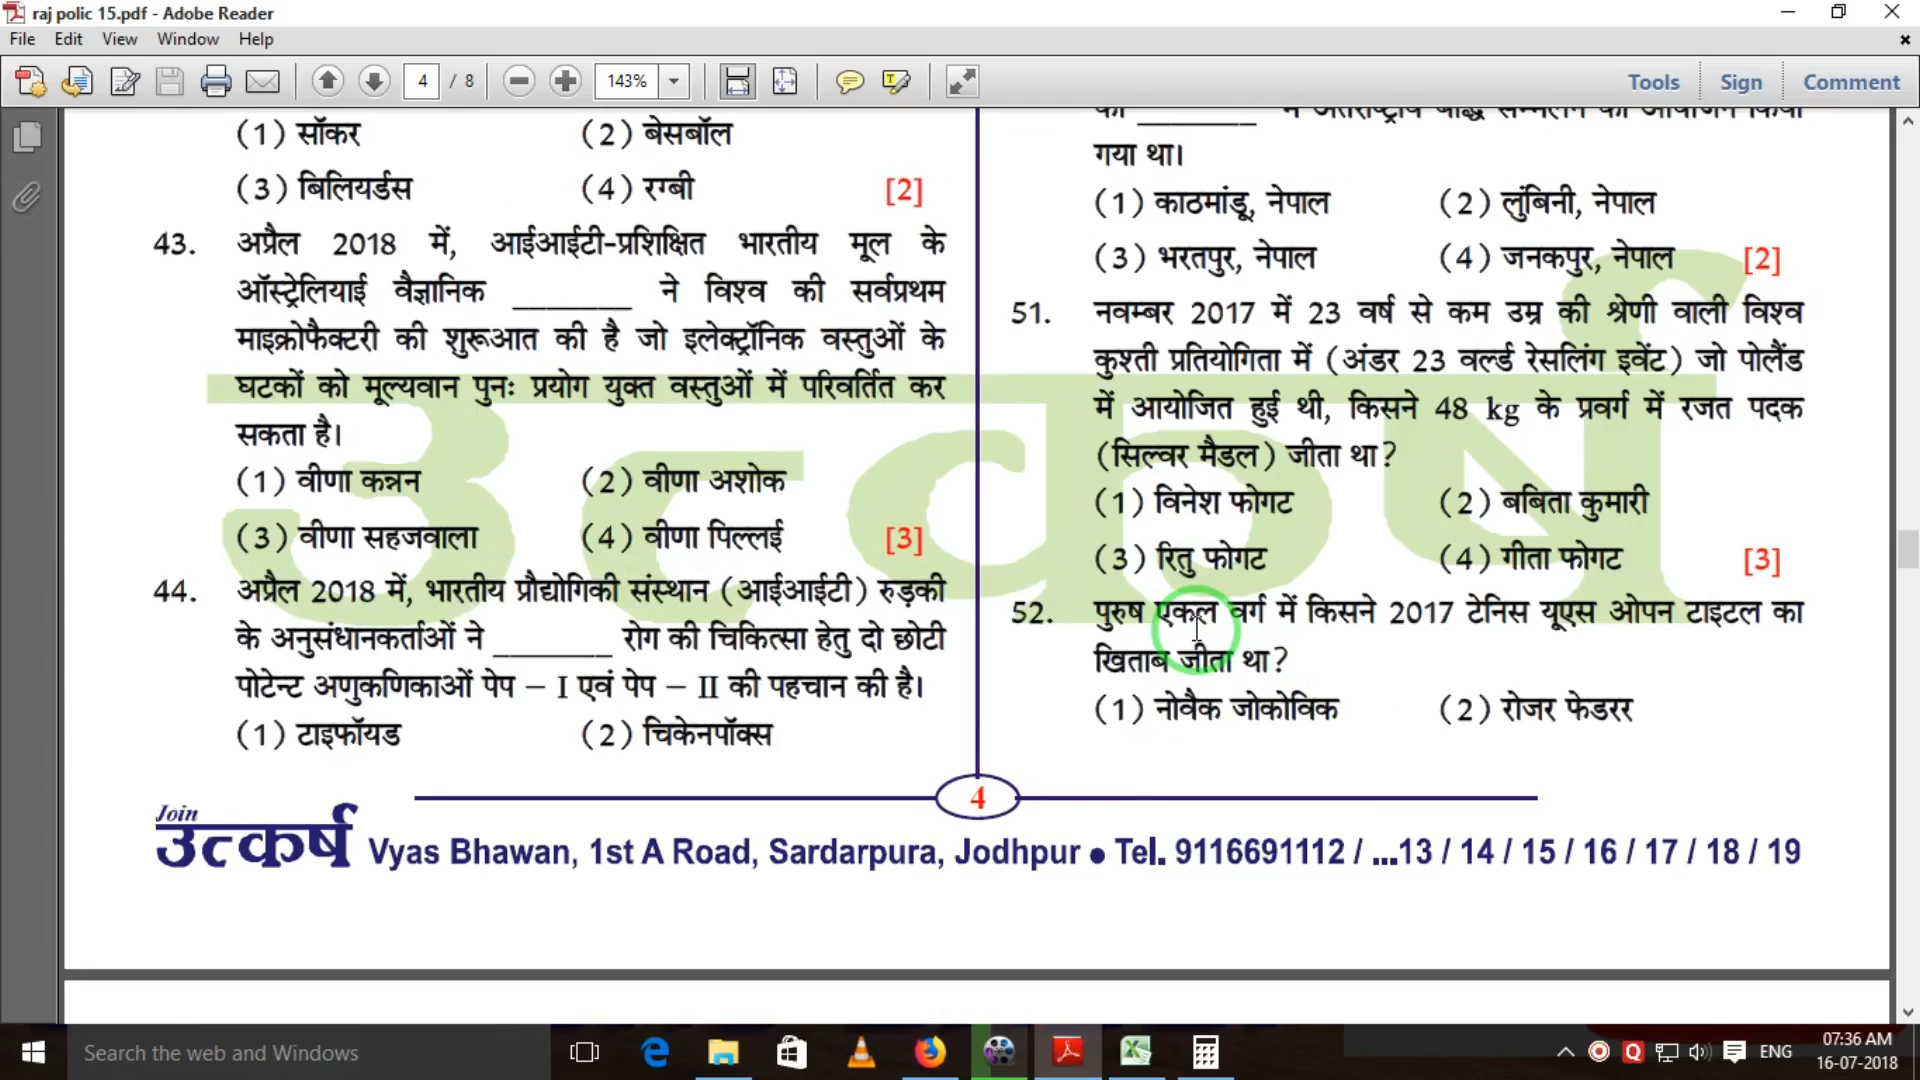 raj polic 15.pdf - Adobe Reader
File Edit View Window Help
4 / 8 143% Tools Sign Comment
(1) सॉकर (2) बेसबॉल
(3) बिलियर्डस (4) रग्बी [2]
43. अप्रैल 2018 में, आईआईटी-प्रशिक्षित भारतीय मूल के
ऑस्ट्रेलियाई वैज्ञानिक _______ ने विश्व की सर्वप्रथम
माइक्रोफैक्टरी की शुरूआत की है जो इलेक्ट्रॉनिक वस्तुओं के
घटकों को मूल्यवान पुनः प्रयोग युक्त वस्तुओं में परिवर्तित कर
सकता है।
(1) वीणा कन्नन (2) वीणा अशोक
(3) वीणा सहजवाला (4) वीणा पिल्लई [3]
44. अप्रैल 2018 में, भारतीय प्रौद्योगिकी संस्थान (आईआईटी) रुड़की
के अनुसंधानकर्ताओं ने _______ रोग की चिकित्सा हेतु दो छोटी
पोटेन्ट अणुकणिकाओं पेप – I एवं पेप – II की पहचान की है।
(1) टाइफॉयड (2) चिकेनपॉक्स
_______ में अंतर्राष्ट्रीय बौद्ध सम्मेलन का आयोजन किया
गया था।
(1) काठमांडू, नेपाल (2) लुंबिनी, नेपाल
(3) भरतपुर, नेपाल (4) जनकपुर, नेपाल [2]
51. नवम्बर 2017 में 23 वर्ष से कम उम्र की श्रेणी वाली विश्व
कुश्ती प्रतियोगिता में (अंडर 23 वर्ल्ड रेसलिंग इवेंट) जो पोलैंड
में आयोजित हुई थी, किसने 48 kg के प्रवर्ग में रजत पदक
(सिल्वर मैडल) जीता था?
(1) विनेश फोगट (2) बबिता कुमारी
(3) रितु फोगट (4) गीता फोगट [3]
52. पुरुष एकल वर्ग में किसने 2017 टेनिस यूएस ओपन टाइटल का
खिताब जीता था?
(1) नोवैक जोकोविक (2) रोजर फेडरर
उत्कर्ष
4
Join
उत्कर्ष Vyas Bhawan, 1st A Road, Sardarpura, Jodhpur ● Tel. 9116691112 / ...13 / 14 / 15 / 16 / 17 / 18 / 19
Search the web and Windows
ENG 07:36 AM
16-07-2018